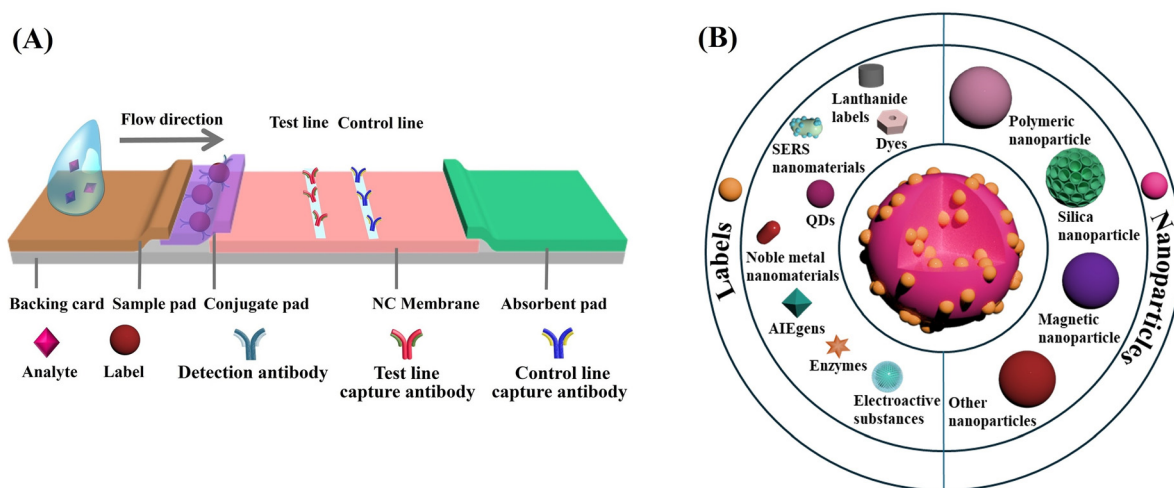 (A)
Flow direction
Test line
Control line
Backing card
Sample pad
Conjugate pad
NC Membrane
Absorbent pad
Analyte
Label
Detection antibody
Test line
capture antibody
Control line
capture antibody
(B)
Labels
Lanthanide
labels
Dyes
SERS
nanomaterials
QDs
Noble metal
nanomaterials
AIEgens
Enzymes
Electroactive
substances
Nanoparticles
Polymeric
nanoparticle
Silica
nanoparticle
Magnetic
nanoparticle
Other
nanoparticles